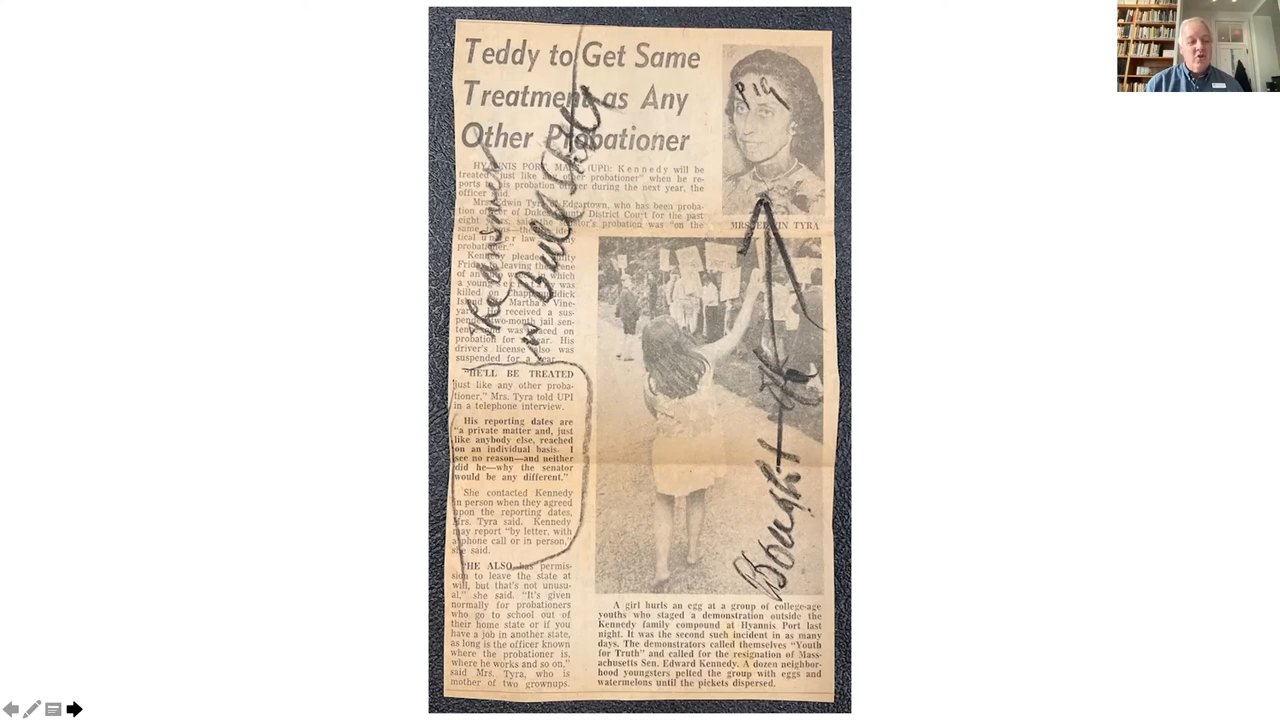 Teddy to Get Same
Treatment as Any
Other Probationer
HYANNIS PORT, MASS. (UPI): Kennedy will be
treated "just like any other probationer" when he re-
ports to his probation officer during the next year, the
officer said.
Mrs. Edwin Tyra of Edgartown, who has been proba-
tion officer of Dukes County District Court for the past
eight years, said the senator's probation was "on the
same
tical under law
probationer."
Kennedy pleaded guilty
Friday to leaving the scene
of an in which
a young was
killed on Chappaquiddick
Island Martha's Vine-
yard. He received a sus-
pended two-month jail sen-
tence and was placed on
probation for a year. His
driver's license also was
suspended for a year.
"HE'LL BE TREATED
just like any other proba-
tioner," Mrs. Tyra told UPI
in a telephone interview.
His reporting dates are
"a private matter and, just
like anybody else, reached
on an individual basis. I
see no reason—and neither
did he—why the senator
would be any different."
She contacted Kennedy
in person when they agreed
upon the reporting dates,
Mrs. Tyra said. Kennedy
may report "by letter, with
a phone call or in person,"
she said.
"HE ALSO has permis-
sion to leave the state at
will, but that's not unusu-
al," she said. "It's given
normally for probationers
who go to school out of
their home state or if you
have a job in another state,
as long is the officer known
where the probationer is,
where he works and so on,"
said Mrs. Tyra, who is
mother of two grownups.
Pig
MRS. EDWIN TYRA
Bought
Bull Shit
A girl hurls an egg at a group of college-age
youths who staged a demonstration outside the
Kennedy family compound at Hyannis Port last
night. It was the second such incident in as many
days. The demonstrators called themselves "Youth
for Truth" and called for the resignation of Mass-
achusetts Sen. Edward Kennedy. A dozen neighbor-
hood youngsters pelted the group with eggs and
watermelons until the pickets dispersed.